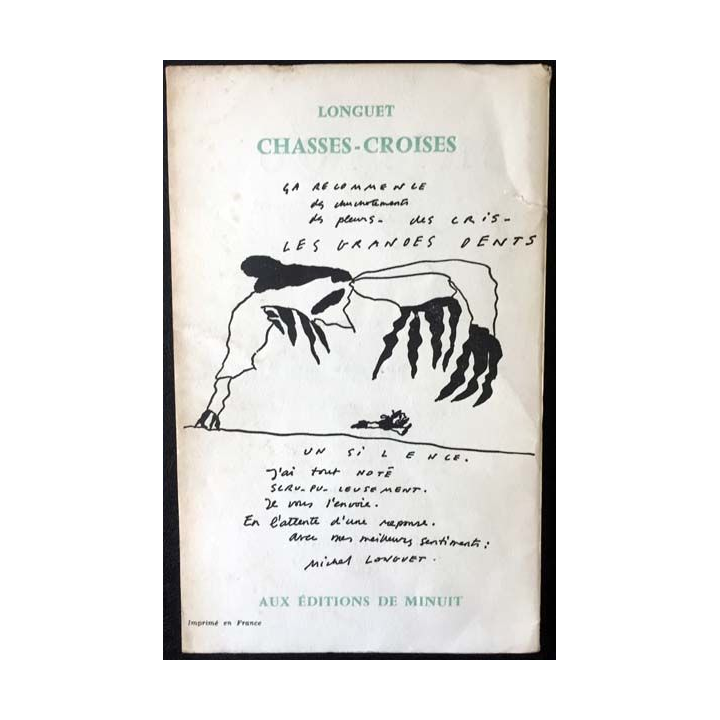 LONGUET
CHASSES-CROISES
ÇA RECOMMENCE
des chuchotements
des pleurs- des CRIS-
LES GRANDES DENTS
UN SiLENCE.
J'ai tout NOTÉ
SCRU-PU-LEUSEMENT.
Je vous l'envoie.
En l'attente d'une reponse.
avec mes meilleurs sentiments:
Michel LONGUET.
AUX ÉDITIONS DE MINUIT
Imprimé en France